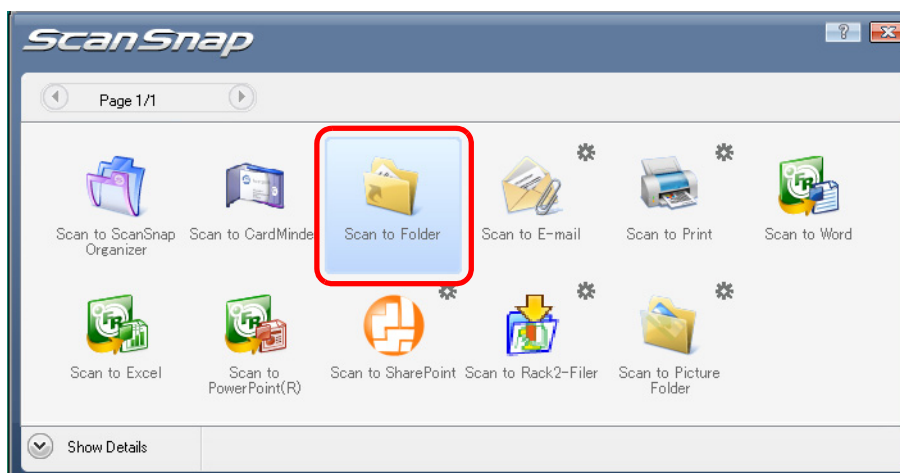 ScanSnap
?
Page 1/1
Scan to ScanSnap
Organizer
Scan to CardMinde
Scan to Folder
Scan to E-mail
Scan to Print
Scan to Word
Scan to Excel
Scan to
PowerPoint(R)
Scan to SharePoint
Scan to Rack2-Filer
Scan to Picture
Folder
Show Details